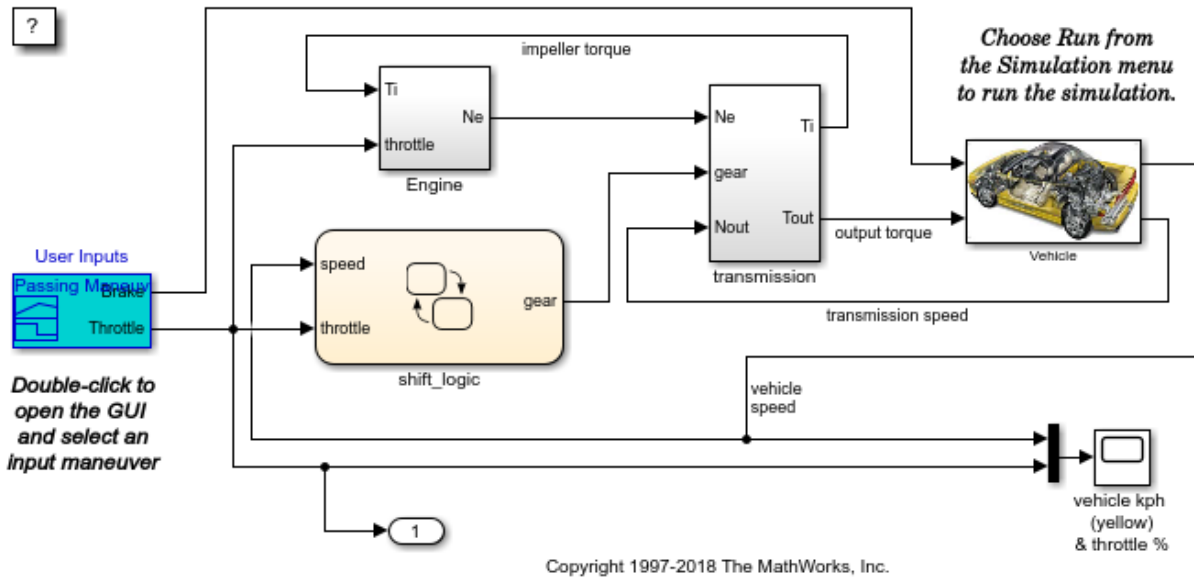 ?
impeller torque
Choose Run from
the Simulation menu
to run the simulation.
Ti
Ne
throttle
Engine
Ne
Ti
gear
Nout
Tout
transmission
output torque
Vehicle
transmission speed
User Inputs
Passing Maneuv
Brake
Throttle
speed
gear
throttle
shift_logic
Double-click to
open the GUI
and select an
input maneuver
vehicle
speed
vehicle kph
(yellow)
& throttle %
1
Copyright 1997-2018 The MathWorks, Inc.